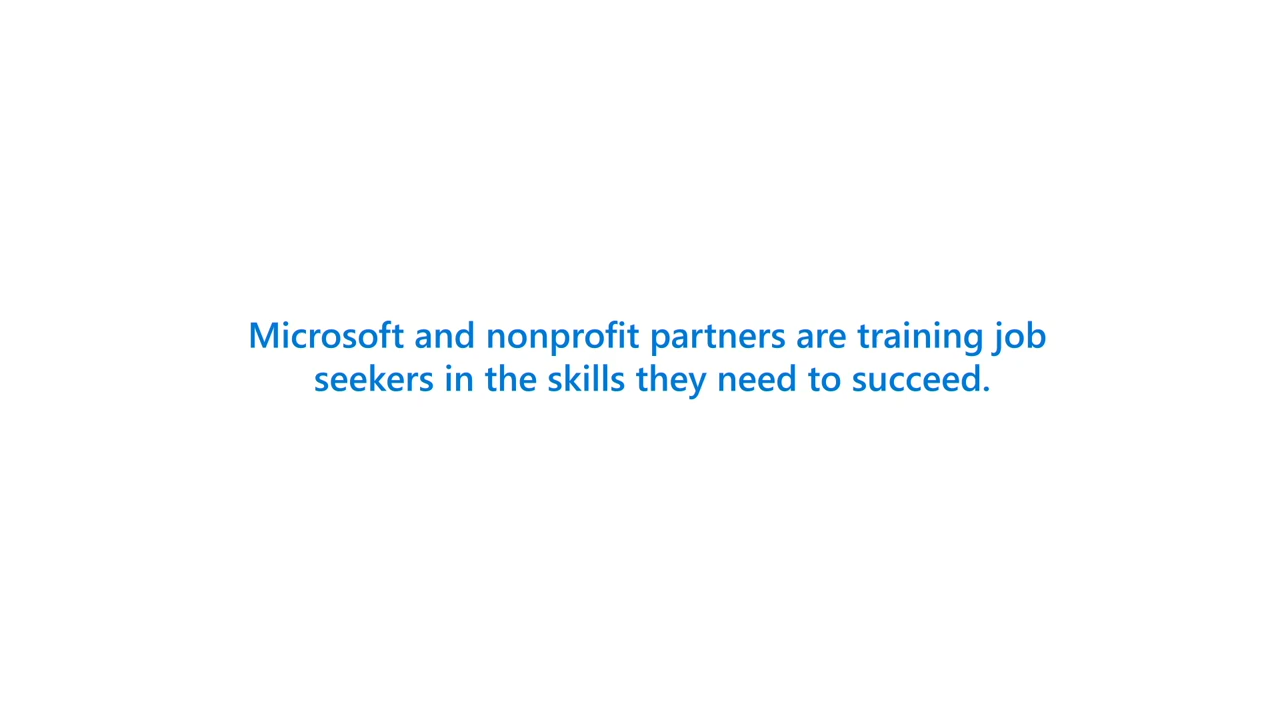 Microsoft and nonprofit partners are training job
seekers in the skills they need to succeed.